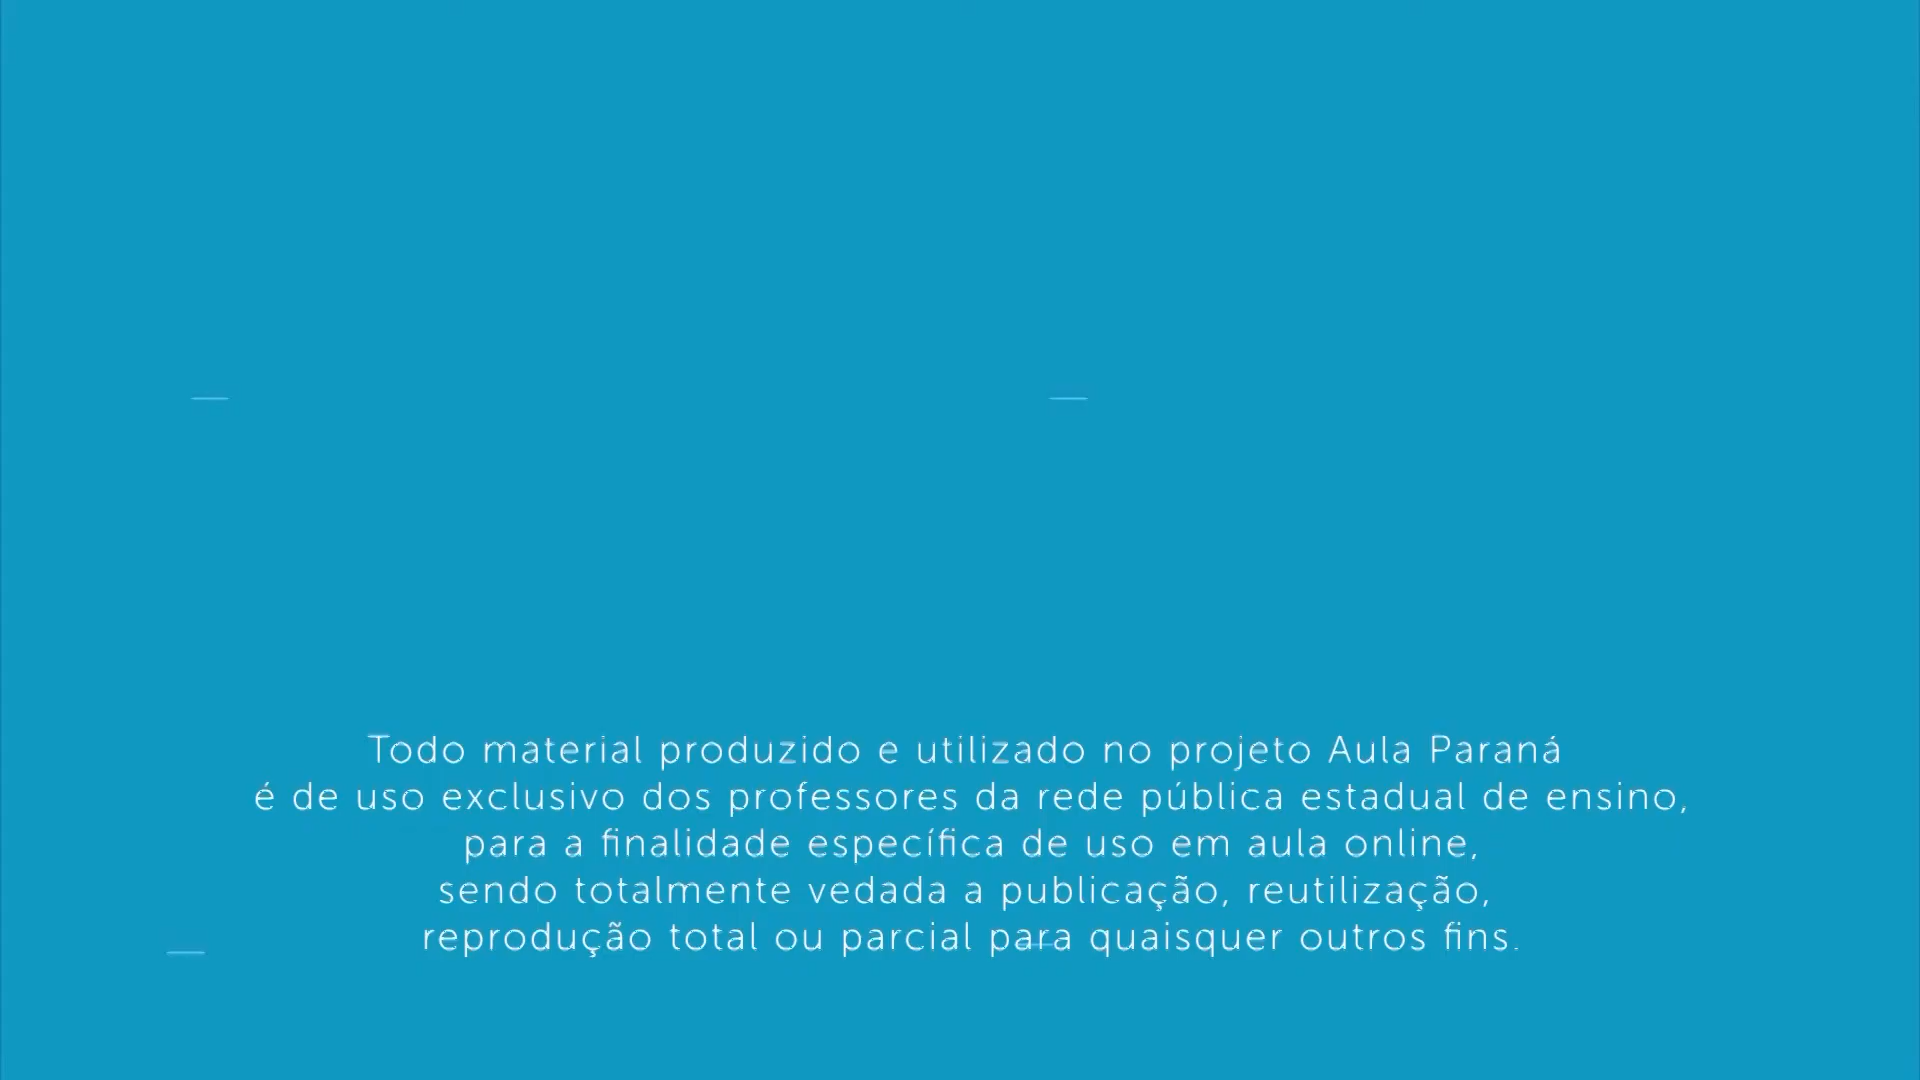 Todo material produzido e utilizado no projeto Aula Paraná
é de uso exclusivo dos professores da rede pública estadual de ensino,
para a finalidade específica de uso em aula online,
sendo totalmente vedada a publicação, reutilização,
reprodução total ou parcial para quaisquer outros fins.